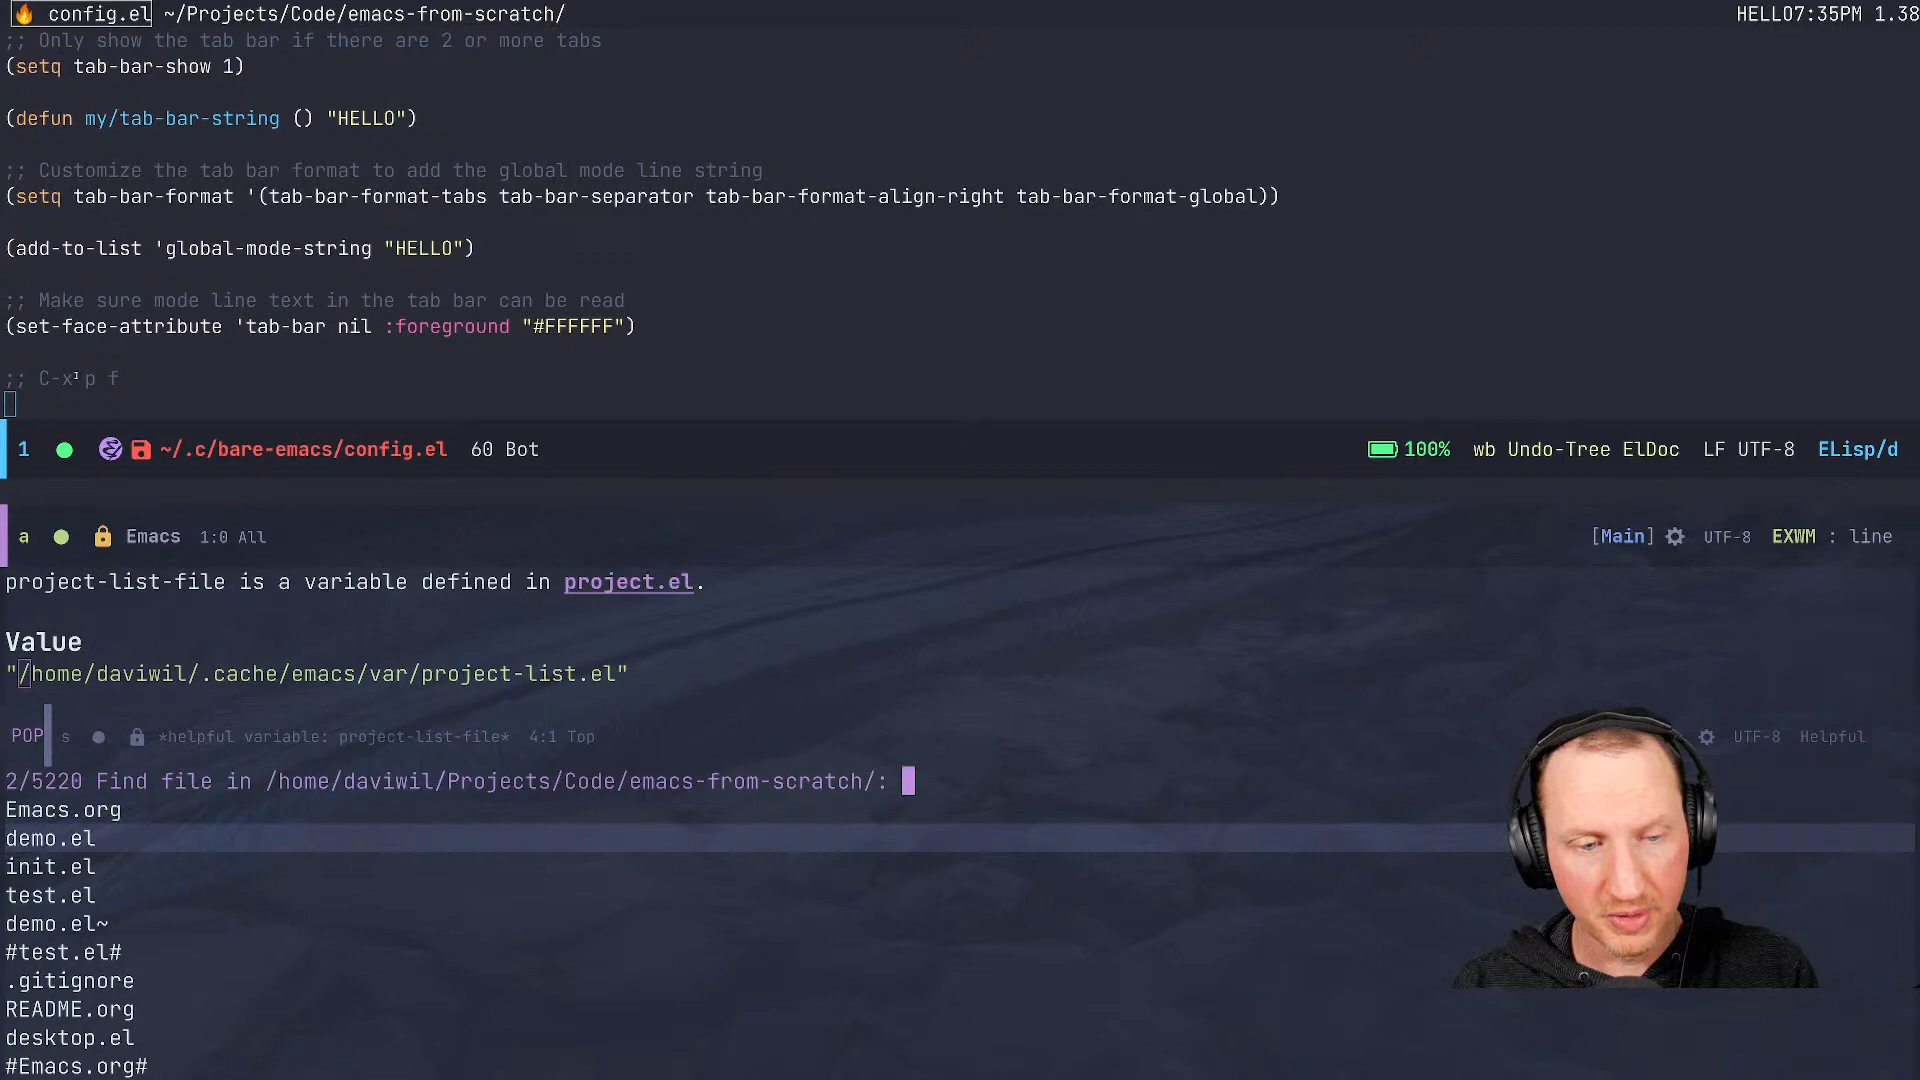 🔥 config.el ~/Projects/Code/emacs-from-scratch/ HELLO7:35PM 1.38
;; Only show the tab bar if there are 2 or more tabs
(setq tab-bar-show 1)
(defun my/tab-bar-string () "HELLO")
;; Customize the tab bar format to add the global mode line string
(setq tab-bar-format '(tab-bar-format-tabs tab-bar-separator tab-bar-format-align-right tab-bar-format-global))
(add-to-list 'global-mode-string "HELLO")
;; Make sure mode line text in the tab bar can be read
(set-face-attribute 'tab-bar nil :foreground "#FFFFFF")
;; C-x p f
1 ~/.c/bare-emacs/config.el 60 Bot 100% wb Undo-Tree ElDoc LF UTF-8 ELisp/d
a Emacs 1:0 All [Main] UTF-8 EXWM : line
project-list-file is a variable defined in project.el.
Value
"/home/daviwil/.cache/emacs/var/project-list.el"
POP s *helpful variable: project-list-file* 4:1 Top UTF-8 Helpful
2/5220 Find file in /home/daviwil/Projects/Code/emacs-from-scratch/:
Emacs.org
demo.el
init.el
test.el
demo.el~
#test.el#
.gitignore
README.org
desktop.el
#Emacs.org#